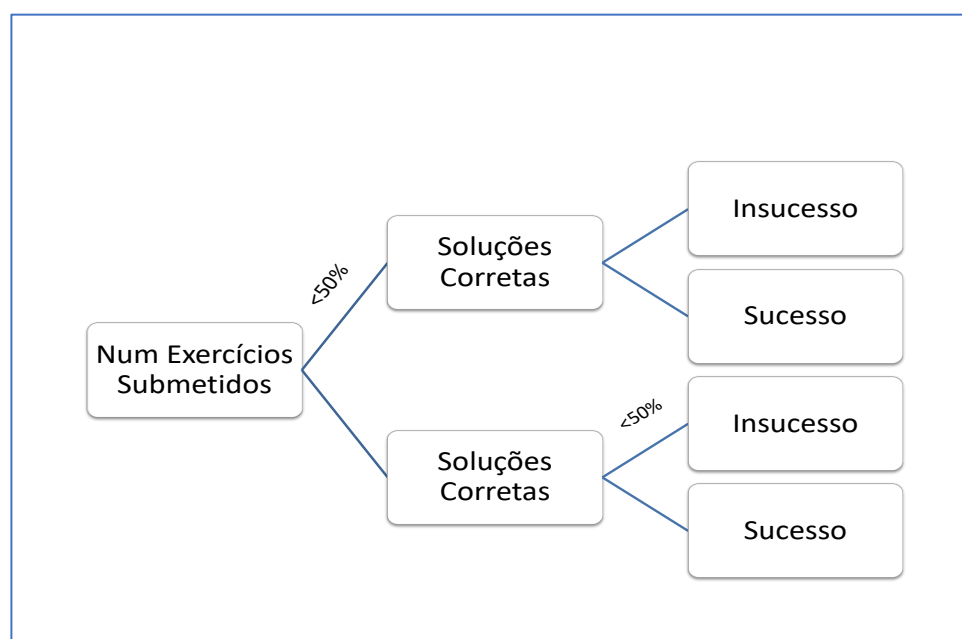 Num Exercícios
Submetidos
<50%
Soluções
Corretas
Insucesso
Sucesso
Soluções
Corretas
<50%
Insucesso
Sucesso